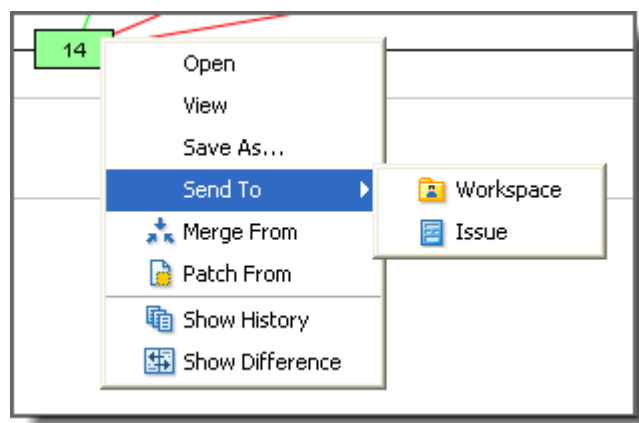 14
Open
View
Save As...
Send To
Workspace
Merge From
Issue
Patch From
Show History
Show Difference